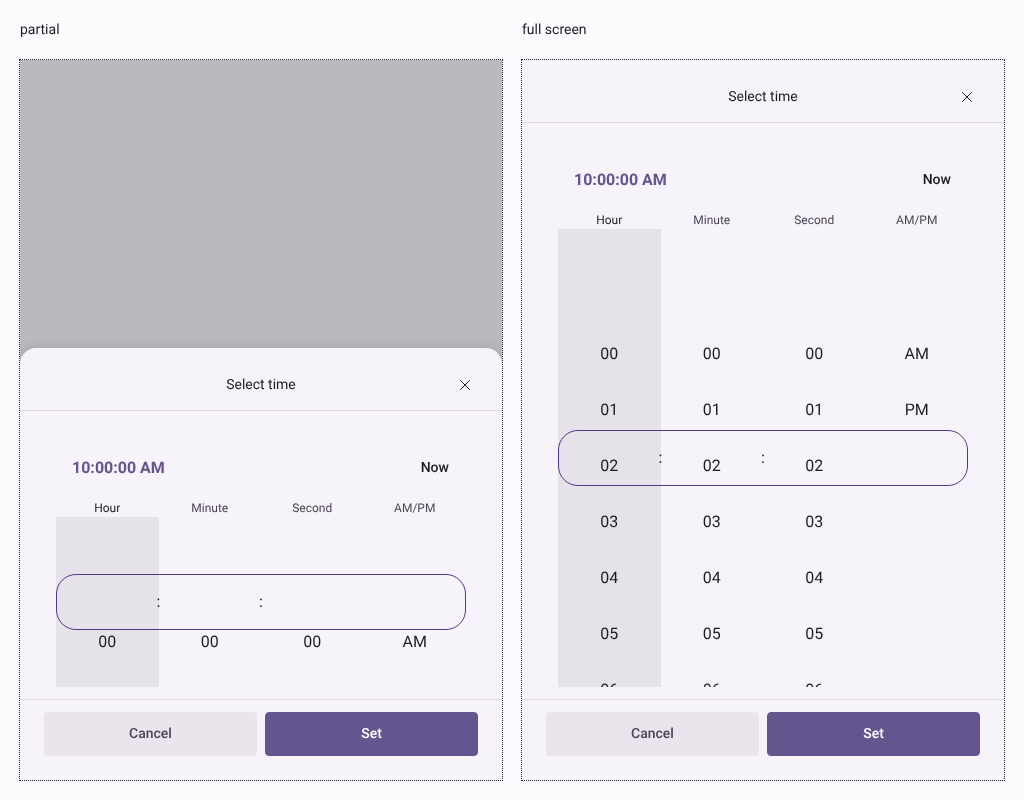 partial
full screen
Select time
10:00:00 AM
Now
Hour Minute Second AM/PM
: :
00 00 00 AM
Cancel
Set
Select time
10:00:00 AM
Now
Hour Minute Second AM/PM
00 00 00 AM
01 01 01 PM
02 : 02 : 02
03 03 03
04 04 04
05 05 05
Cancel
Set